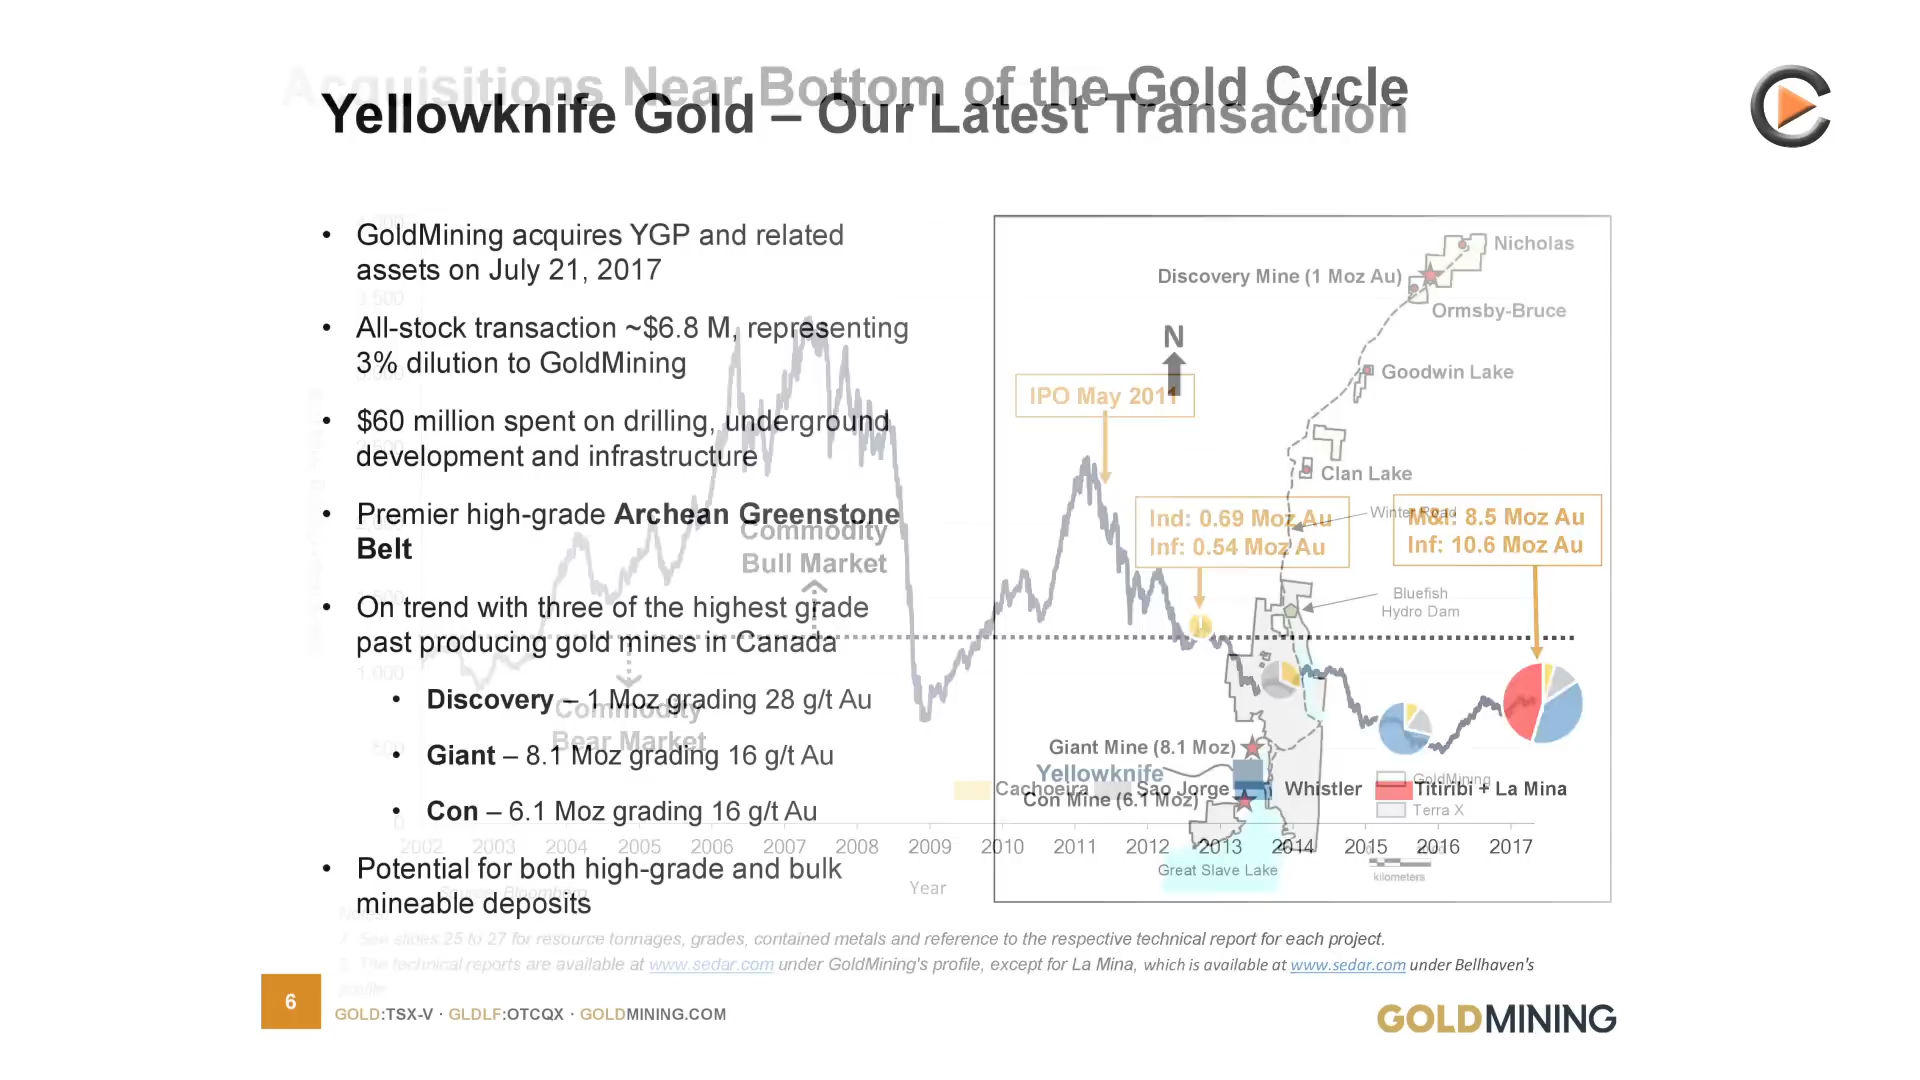 Acquisitions Near Bottom of the Gold Cycle
Yellowknife Gold – Our Latest Transaction
• GoldMining acquires YGP and related
assets on July 21, 2017
• All-stock transaction ~$6.8 M, representing
3% dilution to GoldMining
• $60 million spent on drilling, underground
development and infrastructure
• Premier high-grade Archean Greenstone
Belt
• On trend with three of the highest grade
past producing gold mines in Canada
• Discovery – 1 Moz grading 28 g/t Au
• Giant – 8.1 Moz grading 16 g/t Au
• Con – 6.1 Moz grading 16 g/t Au
• Potential for both high-grade and bulk
mineable deposits
3,500
1,000
500
0
Commodity
Bull Market
Commodity
Bear Market
IPO May 2011
Ind: 0.69 Moz Au
Inf: 0.54 Moz Au
M&I: 8.5 Moz Au
Inf: 10.6 Moz Au
N
Nicholas
Discovery Mine (1 Moz Au)
Ormsby-Bruce
Goodwin Lake
Clan Lake
Winter Road
Bluefish
Hydro Dam
Giant Mine (8.1 Moz)
Yellowknife
Con Mine (6.1 Moz)
GoldMining
Terra X
Cachoeira
São Jorge
Whistler
Titiribi + La Mina
2002 2003 2004 2005 2006 2007 2008 2009 2010 2011 2012 2013 2014 2015 2016 2017
Great Slave Lake
kilometers
Year
Source: Bloomberg
Notes:
1. See slides 25 to 27 for resource tonnages, grades, contained metals and reference to the respective technical report for each project.
2. The technical reports are available at www.sedar.com under GoldMining's profile, except for La Mina, which is available at www.sedar.com under Bellhaven's
profile
6
GOLD:TSX-V · GLDLF:OTCQX · GOLDMINING.COM
GOLDMINING